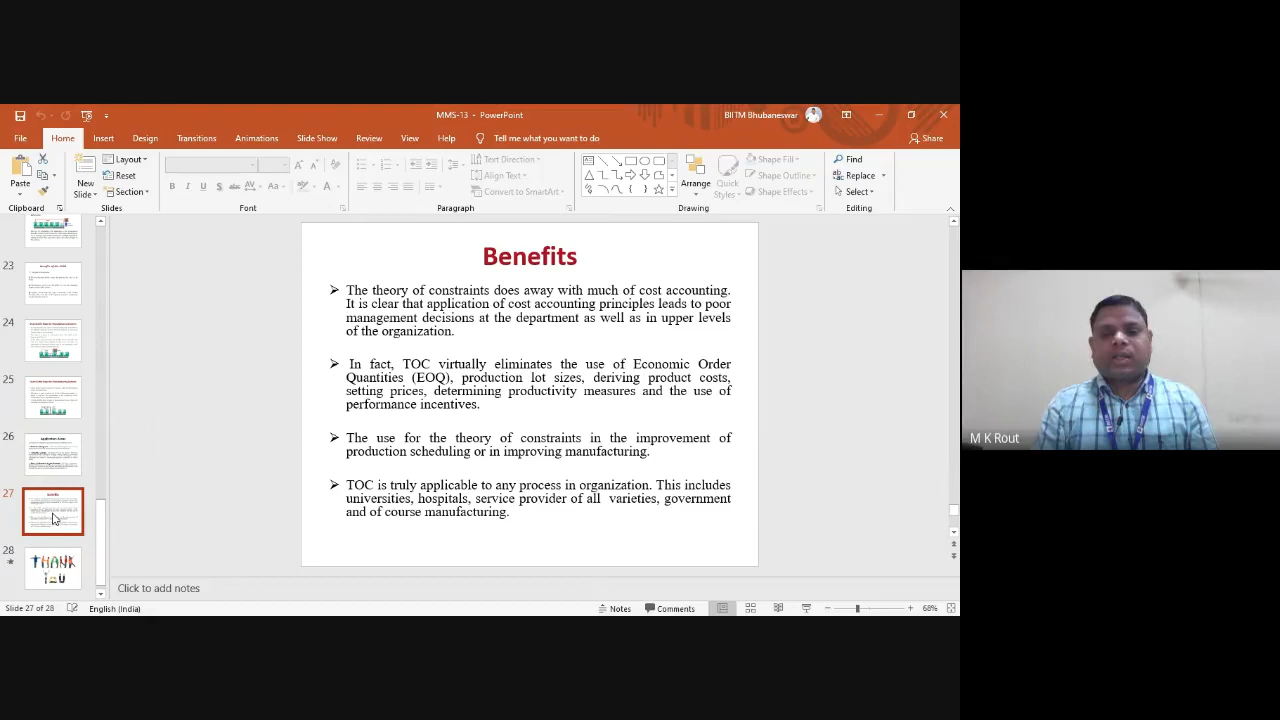 MMS-13 - PowerPoint
BIITM Bhubaneswar
File Home Insert Design Transitions Animations Slide Show Review View Help Tell me what you want to do Share
Paste
Clipboard
New Slide
Layout
Reset
Section
Slides
B I U S abc AV Aa A
Font
Text Direction
Align Text
Convert to SmartArt
Paragraph
Arrange
Quick Styles
Shape Fill
Shape Outline
Shape Effects
Drawing
Find
Replace
Select
Editing
23
24
25
26
Application Areas
27
Benefits
28
THANK
YOU
Benefits
The theory of constraints does away with much of cost accounting.
It is clear that application of cost accounting principles leads to poor
management decisions at the department as well as in upper levels
of the organization.
In fact, TOC virtually eliminates the use of Economic Order
Quantities (EOQ), production lot sizes, deriving product costs,
setting prices, determining productivity measures and the use of
performance incentives.
The use for the theory of constraints in the improvement of
production scheduling or in improving manufacturing.
TOC is truly applicable to any process in organization. This includes
universities, hospitals,service provider of all varieties, government
and of course manufacturing.
Click to add notes
Slide 27 of 28 English (India) Notes Comments 68%
M K Rout